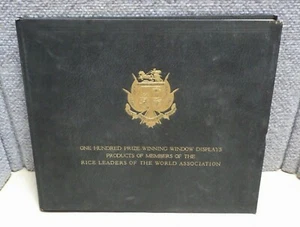 ONE HUNDRED PRIZE WINNING WINDOW DISPLAYS
PRODUCTS OF MEMBERS OF THE
RICE LEADERS OF THE WORLD ASSOCIATION